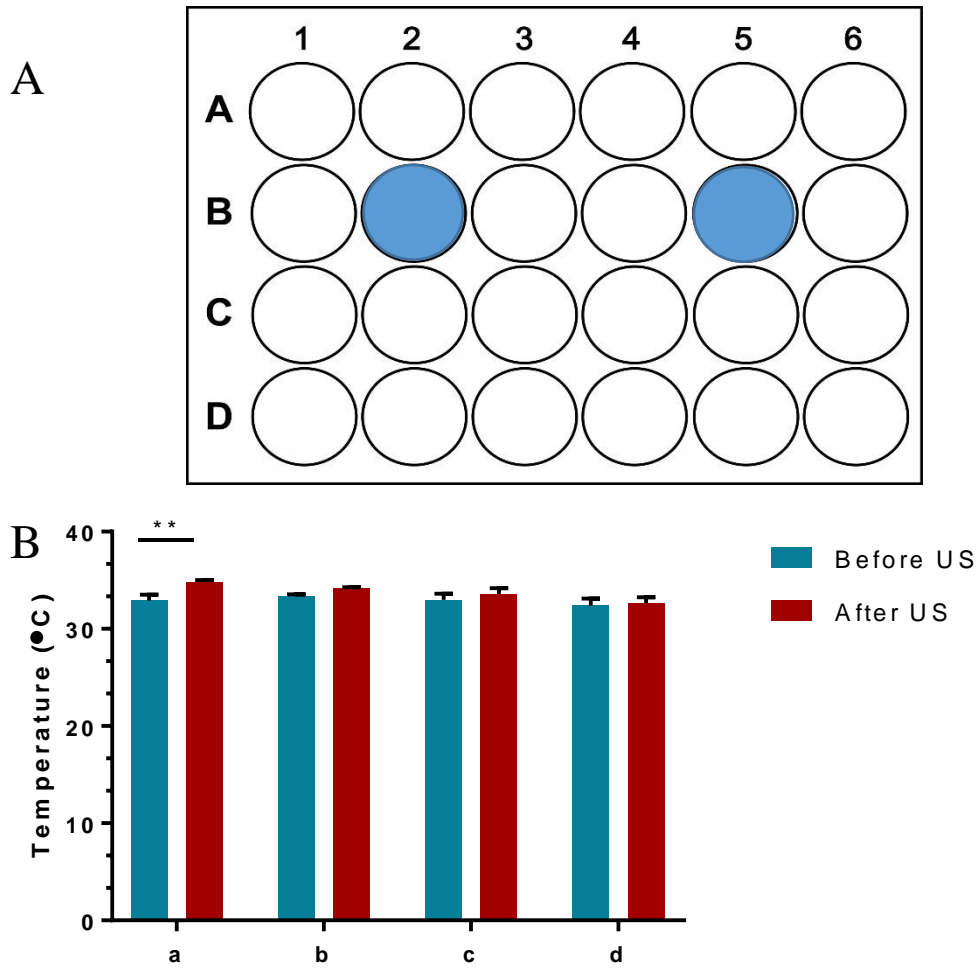 A
1 2 3 4 5 6
A
B
C
D
B
**
40
30
20
10
0
Temperature (●C)
a b c d
Before US
After US